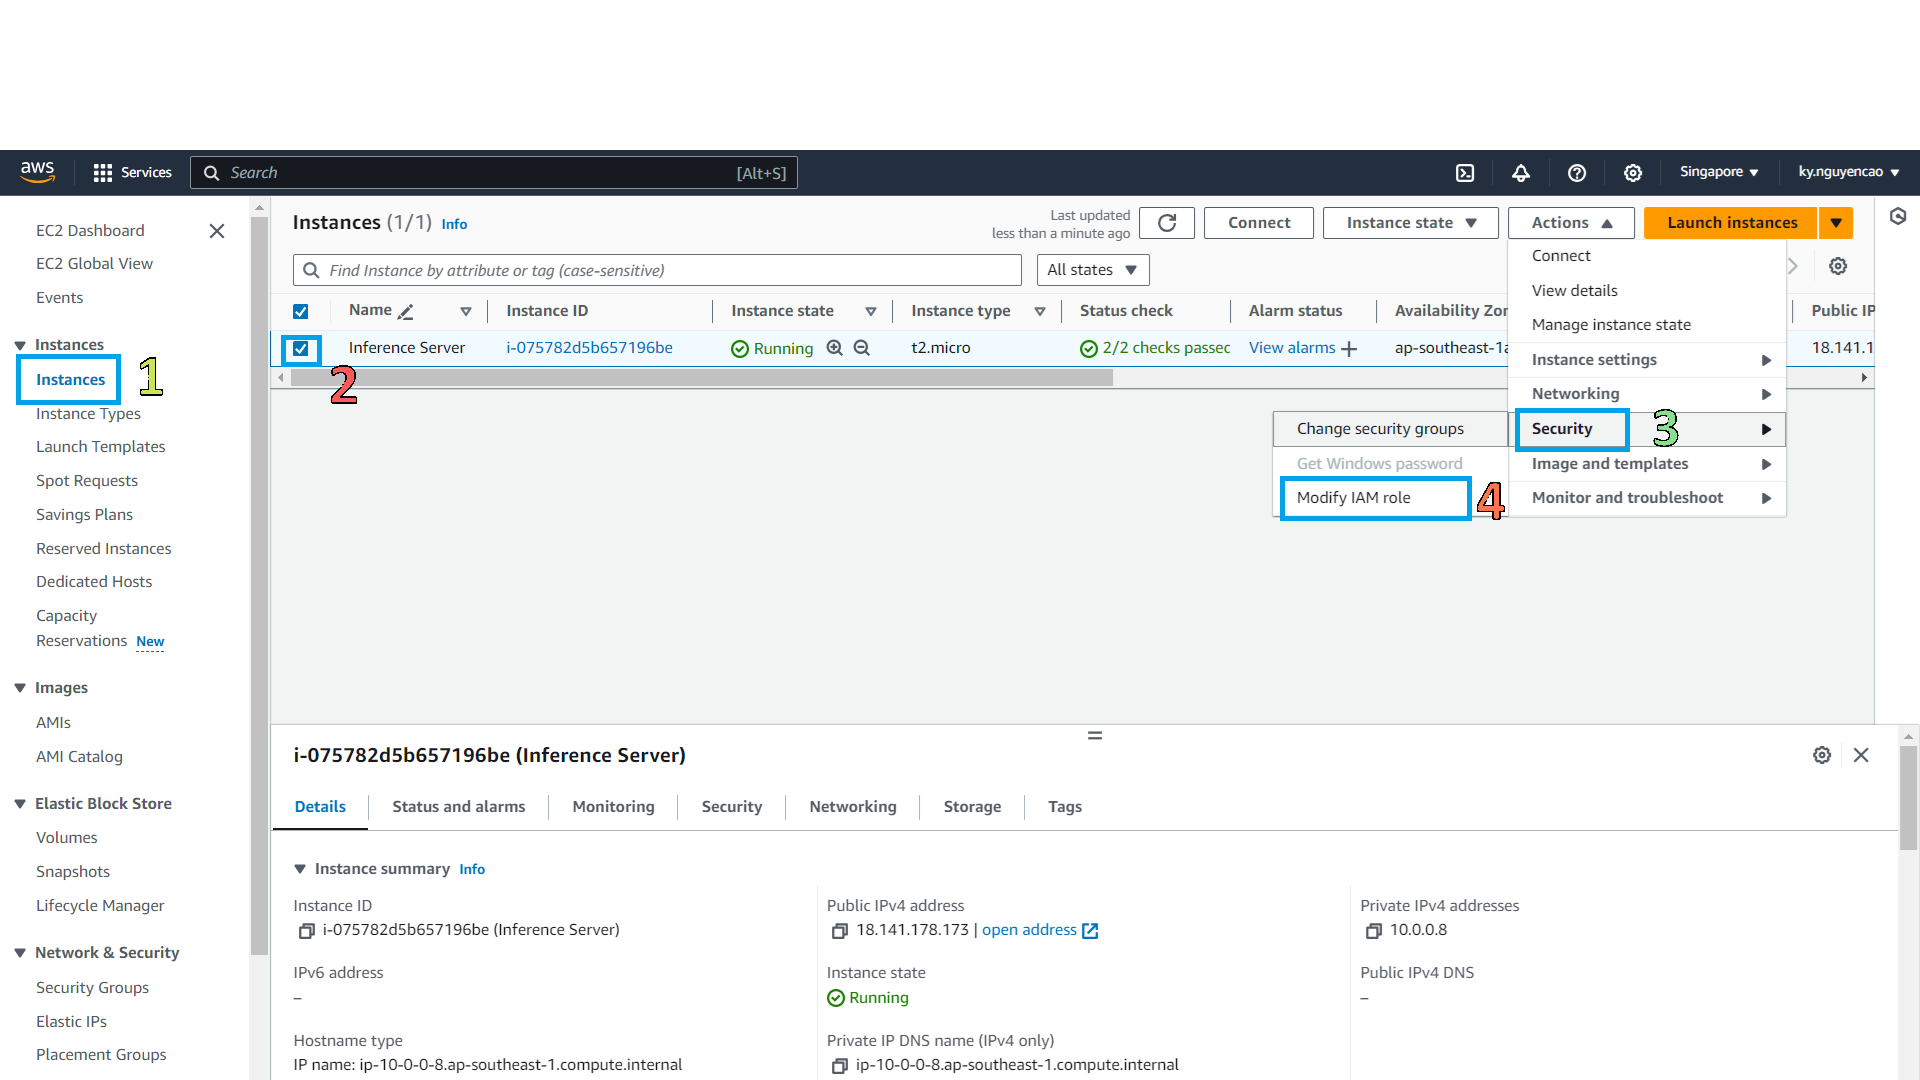 aws
Services
Search
[Alt+S]
Singapore
ky.nguyencao
EC2 Dashboard
EC2 Global View
Events
Instances
Instances
1
Instance Types
Launch Templates
Spot Requests
Savings Plans
Reserved Instances
Dedicated Hosts
Capacity
Reservations New
Images
AMIs
AMI Catalog
Elastic Block Store
Volumes
Snapshots
Lifecycle Manager
Network & Security
Security Groups
Elastic IPs
Placement Groups
Instances (1/1) Info
Last updated
less than a minute ago
Connect
Instance state
Actions
Launch instances
Find Instance by attribute or tag (case-sensitive)
All states
Name
Instance ID
Instance state
Instance type
Status check
Alarm status
Availability Zon
Public IP
Inference Server
i-075782d5b657196be
Running
t2.micro
2/2 checks passec
View alarms
ap-southeast-1a
18.141.1
2
Connect
View details
Manage instance state
Instance settings
Networking
Security
3
Image and templates
Monitor and troubleshoot
Change security groups
Get Windows password
Modify IAM role
4
i-075782d5b657196be (Inference Server)
Details
Status and alarms
Monitoring
Security
Networking
Storage
Tags
Instance summary Info
Instance ID
i-075782d5b657196be (Inference Server)
Public IPv4 address
18.141.178.173 | open address
Private IPv4 addresses
10.0.0.8
IPv6 address
–
Instance state
Running
Public IPv4 DNS
–
Hostname type
IP name: ip-10-0-0-8.ap-southeast-1.compute.internal
Private IP DNS name (IPv4 only)
ip-10-0-0-8.ap-southeast-1.compute.internal